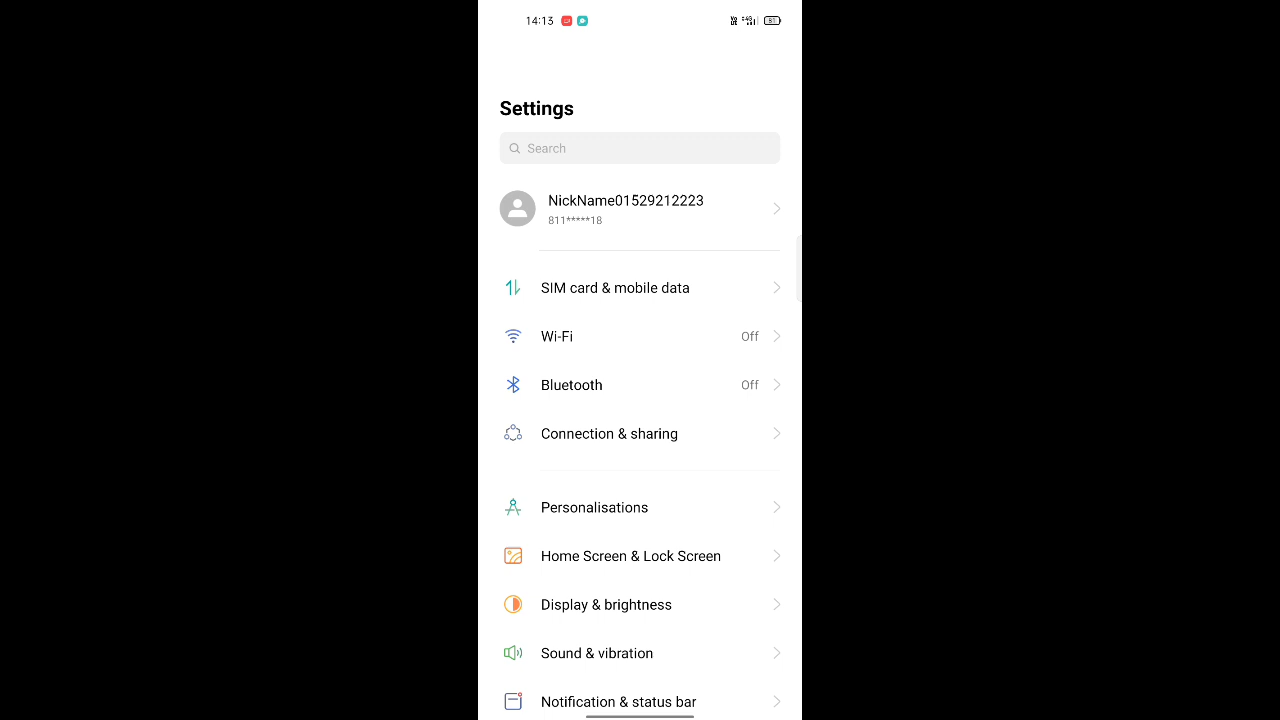 14:13
81
Settings
Search
NickName01529212223
811*****18
SIM card & mobile data
Wi-Fi Off
Bluetooth Off
Connection & sharing
Personalisations
Home Screen & Lock Screen
Display & brightness
Sound & vibration
Notification & status bar